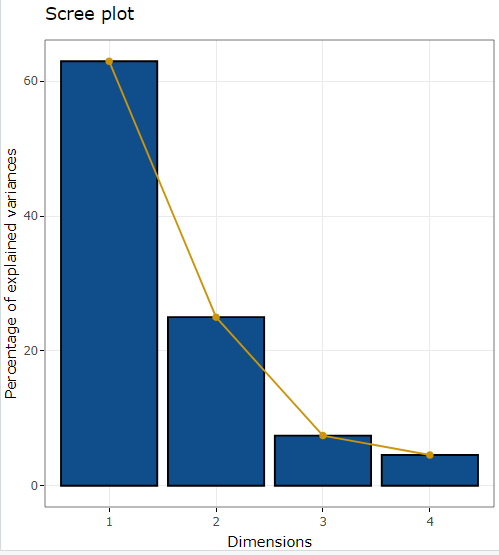 Scree plot
Percentage of explained variances
60
40
20
0
1 2 3 4
Dimensions